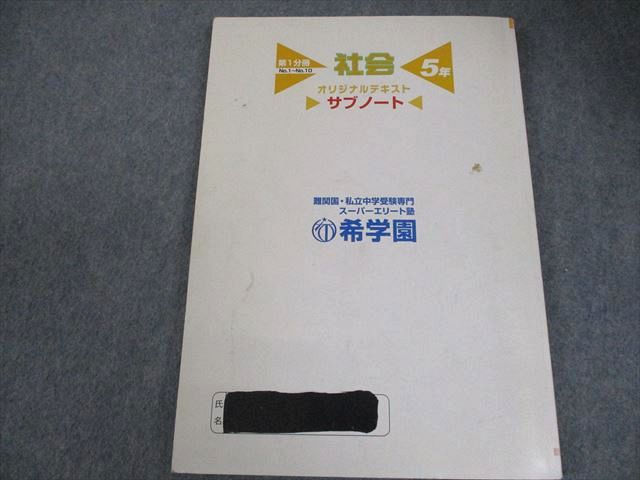 第1分冊
No.1～No.10
社会
5年
オリジナルテキスト
サブノート
難関国・私立中学受験専門
スーパーエリート塾
希学園
氏名